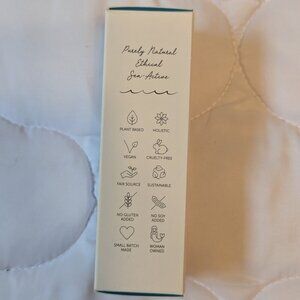 Purely Natural
Ethical
Sea-Active
PLANT BASED HOLISTIC
VEGAN CRUELTY-FREE
FAIR SOURCE SUSTAINABLE
NO GLUTEN ADDED NO SOY ADDED
SMALL BATCH MADE WOMAN OWNED